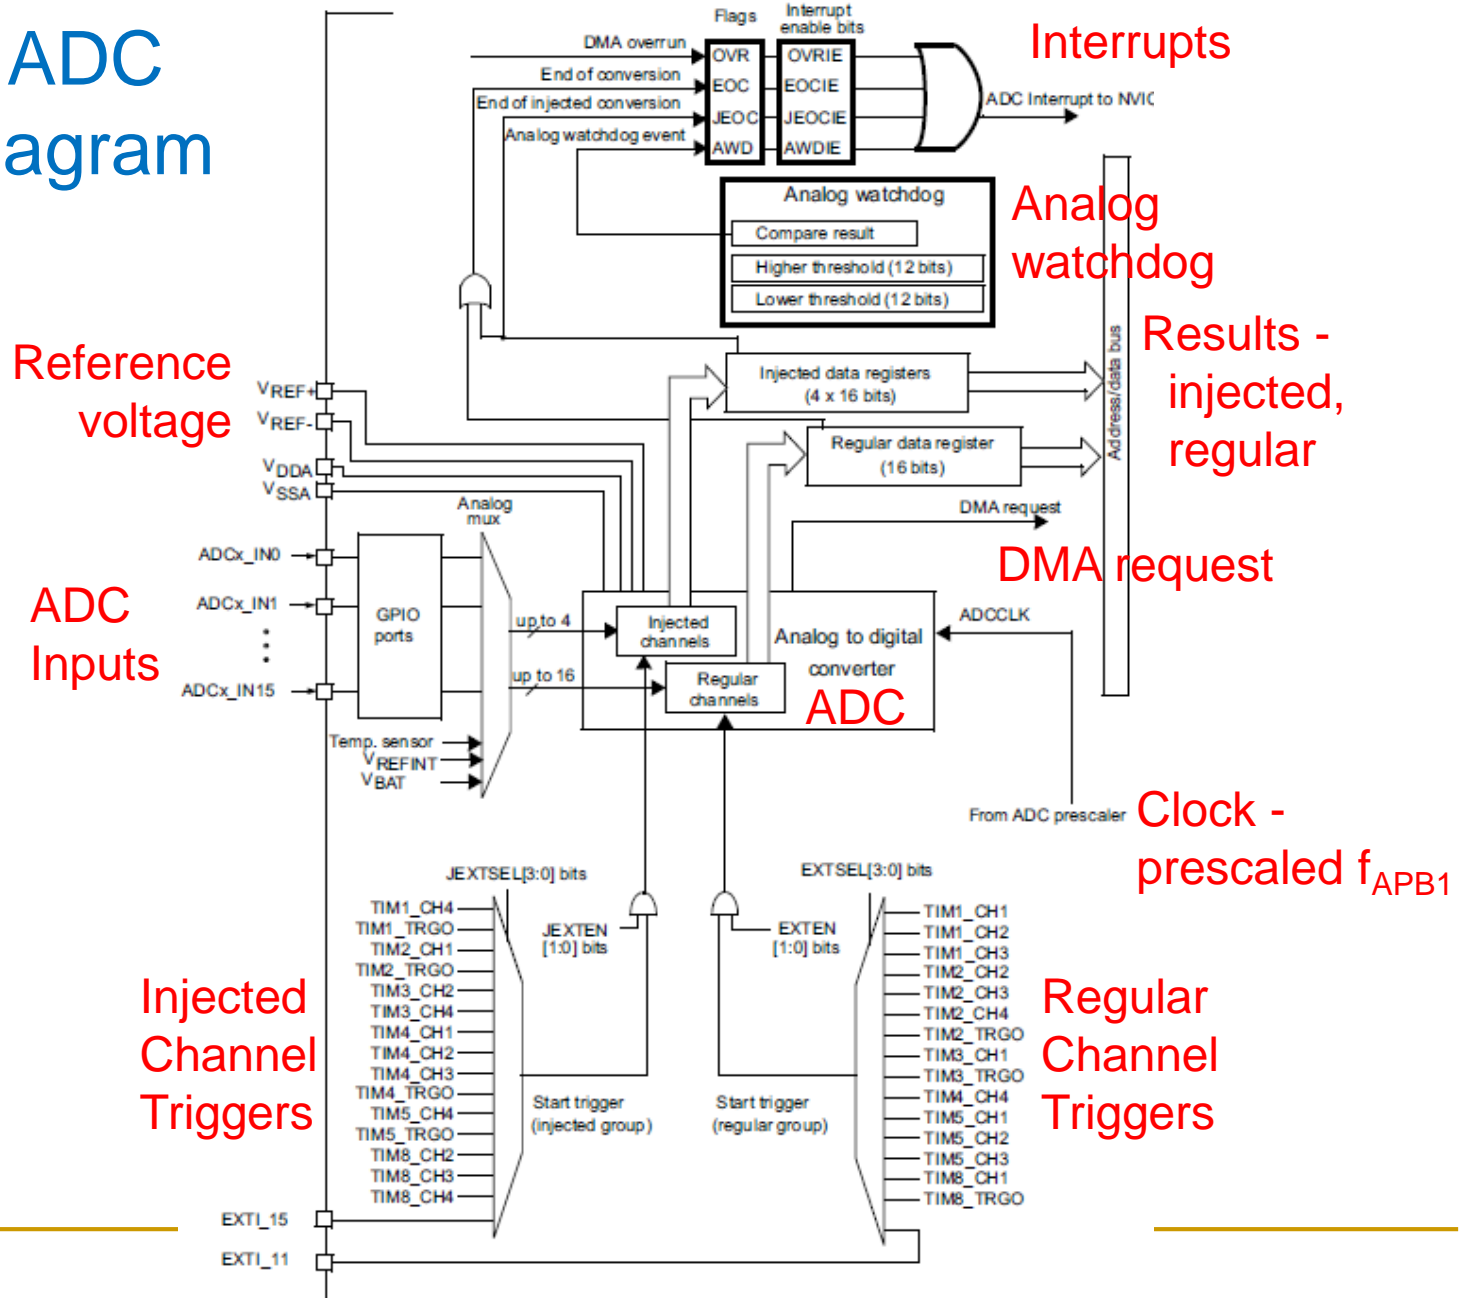 ADC
agram
Flags
Interrupt
enable bits
Interrupts
DMA overrun
OVR
OVRIE
End of conversion
EOC
EOCIE
End of injected conversion
JEOC
JEOCIE
ADC Interrupt to NVIC
Analog watchdog event
AWD
AWDIE
Analog watchdog
Compare result
Higher threshold (12 bits)
Lower threshold (12 bits)
Analog
watchdog
Address/data bus
Reference
voltage
VREF+
VREF-
VDDA
VSSA
Injected data registers
(4 x 16 bits)
Regular data register
(16 bits)
Results -
injected,
regular
DMA request
DMA request
Analog
mux
ADC
Inputs
ADCx_IN0
ADCx_IN1
ADCx_IN15
GPIO
ports
up to 4
up to 16
Injected
channels
Regular
channels
Analog to digital
converter
ADC
ADCCLK
Temp. sensor
VREFINT
VBAT
From ADC prescaler
Clock -
prescaled fAPB1
JEXTSEL[3:0] bits
EXTSEL[3:0] bits
JEXTEN
[1:0] bits
EXTEN
[1:0] bits
Injected
Channel
Triggers
TIM1_CH4
TIM1_TRGO
TIM2_CH1
TIM2_TRGO
TIM3_CH2
TIM3_CH4
TIM4_CH1
TIM4_CH2
TIM4_CH3
TIM4_TRGO
TIM5_CH4
TIM5_TRGO
TIM8_CH2
TIM8_CH3
TIM8_CH4
Start trigger
(injected group)
Start trigger
(regular group)
TIM1_CH1
TIM1_CH2
TIM1_CH3
TIM2_CH2
TIM2_CH3
TIM2_CH4
TIM2_TRGO
TIM3_CH1
TIM3_TRGO
TIM4_CH4
TIM5_CH1
TIM5_CH2
TIM5_CH3
TIM8_CH1
TIM8_TRGO
Regular
Channel
Triggers
EXTI_15
EXTI_11